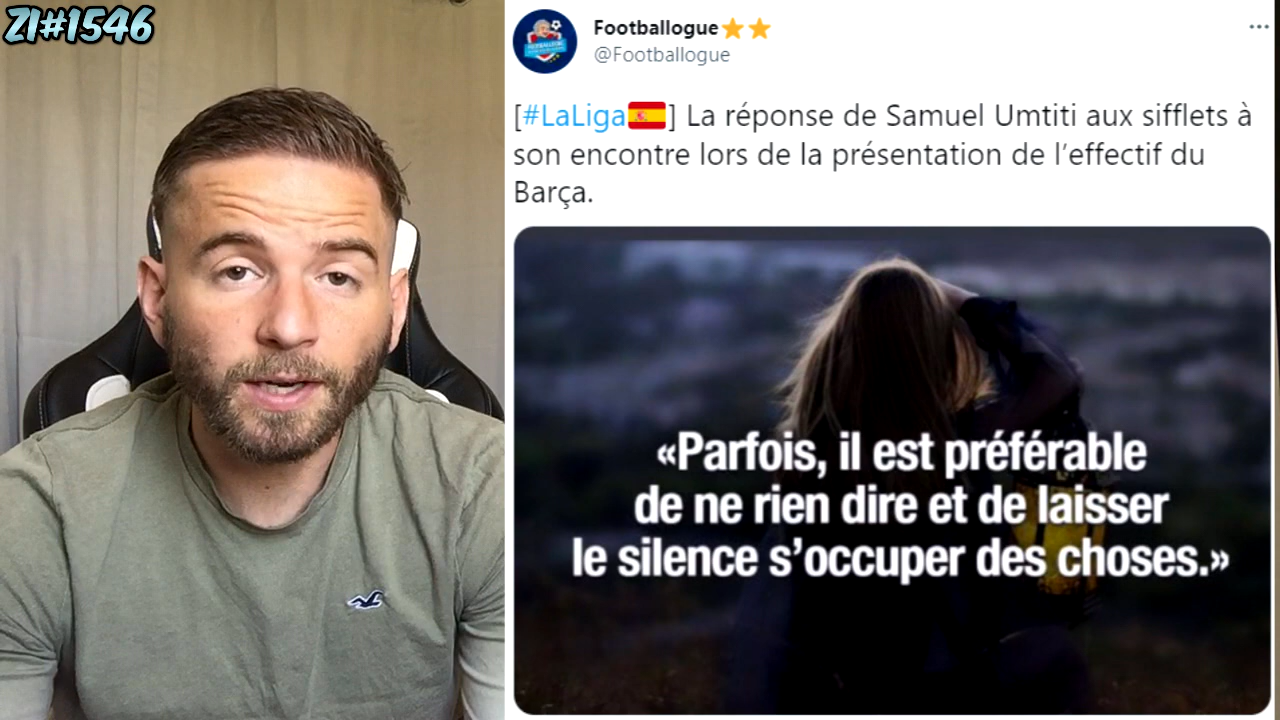 ZI#1546
Footballogue⭐⭐
@Footballogue
[#LaLiga🇪🇸] La réponse de Samuel Umtiti aux sifflets à
son encontre lors de la présentation de l’effectif du
Barça.
«Parfois, il est préférable
de ne rien dire et de laisser
le silence s’occuper des choses.»